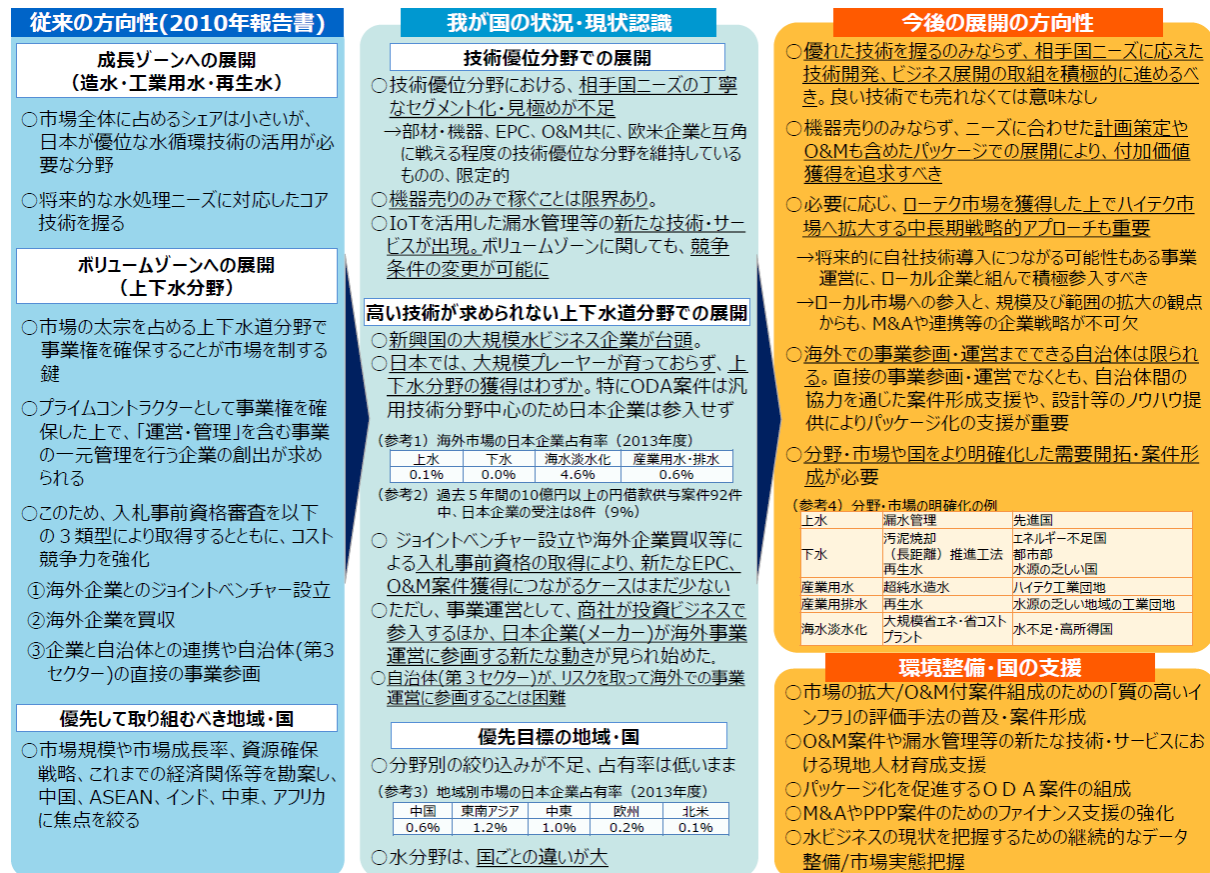 従来の方向性(2010年報告書)
成長ゾーンへの展開
（造水・工業用水・再生水）
○市場全体に占めるシェアは小さいが、
日本が優位な水循環技術の活用が必
要な分野
○将来的な水処理ニーズに対応したコア
技術を握る
ボリュームゾーンへの展開
（上下水分野）
○市場の太宗を占める上下水道分野で
事業権を確保することが市場を制する
鍵
○プライムコントラクターとして事業権を確
保した上で、「運営・管理」を含む事業
の一元管理を行う企業の創出が求め
られる
○このため、入札事前資格審査を以下
の３類型により取得するとともに、コスト
競争力を強化
①海外企業とのジョイントベンチャー設立
②海外企業を買収
③企業と自治体との連携や自治体(第3
セクター)の直接の事業参画
優先して取り組むべき地域・国
○市場規模や市場成長率、資源確保
戦略、これまでの経済関係等を勘案し、
中国、ASEAN、インド、中東、アフリカ
に焦点を絞る
我が国の状況・現状認識
技術優位分野での展開
○技術優位分野における、相手国ニーズの丁寧
なセグメント化・見極めが不足
→部材・機器、EPC、O&M共に、欧米企業と互角
に戦える程度の技術優位な分野を維持している
ものの、限定的
○機器売りのみで稼ぐことは限界あり。
○IoTを活用した漏水管理等の新たな技術・サー
ビスが出現。ボリュームゾーンに関しても、競争
条件の変更が可能に
高い技術が求められない上下水道分野での展開
○新興国の大規模水ビジネス企業が台頭。
○日本では、大規模プレーヤーが育っておらず、上
下水分野の獲得はわずか。特にODA案件は汎
用技術分野中心のため日本企業は参入せず
（参考1）海外市場の日本企業占有率（2013年度）
上水 下水 海水淡水化 産業用水・排水
0.1% 0.0% 4.6% 0.6%
（参考2）過去５年間の10億円以上の円借款供与案件92件
中、日本企業の受注は8件（9%）
○ ジョイントベンチャー設立や海外企業買収等に
よる入札事前資格の取得により、新たなEPC、
O&M案件獲得につながるケースはまだ少ない
○ただし、事業運営として、商社が投資ビジネスで
参入するほか、日本企業(メーカー)が海外事業
運営に参画する新たな動きが見られ始めた。
○自治体(第３セクター)が、リスクを取って海外での事業
運営に参画することは困難
優先目標の地域・国
○分野別の絞り込みが不足、占有率は低いまま
（参考3）地域別市場の日本企業占有率（2013年度）
中国 東南アジア 中東 欧州 北米
0.6% 1.2% 1.0% 0.2% 0.1%
○水分野は、国ごとの違いが大
今後の展開の方向性
○優れた技術を握るのみならず、相手国ニーズに応えた
技術開発、ビジネス展開の取組を積極的に進めるべ
き。良い技術でも売れなくては意味なし
○機器売りのみならず、ニーズに合わせた計画策定や
O&Mも含めたパッケージでの展開により、付加価値
獲得を追求すべき
○必要に応じ、ローテク市場を獲得した上でハイテク市
場へ拡大する中長期戦略的アプローチも重要
→将来的に自社技術導入につながる可能性もある事業
運営に、ローカル企業と組んで積極参入すべき
→ローカル市場への参入と、規模及び範囲の拡大の観点
からも、M&Aや連携等の企業戦略が不可欠
○海外での事業参画・運営までできる自治体は限られ
る。直接の事業参画・運営でなくとも、自治体間の
協力を通じた案件形成支援や、設計等のノウハウ提
供によりパッケージ化の支援が重要
○分野・市場や国をより明確化した需要開拓・案件形
成が必要
（参考4）分野・市場の明確化の例
上水 漏水管理 先進国
下水 汚泥焼却 エネルギー不足国
（長距離）推進工法 都市部
再生水 水源の乏しい国
産業用水 超純水造水 ハイテク工業団地
産業用排水 再生水 水源の乏しい地域の工業団地
海水淡水化 大規模省エネ・省コスト
プラント 水不足・高所得国
環境整備・国の支援
○市場の拡大/O&M付案件組成のための「質の高いイ
ンフラ」の評価手法の普及・案件形成
○O&M案件や漏水管理等の新たな技術・サービスにお
ける現地人材育成支援
○パッケージ化を促進するＯＤＡ案件の組成
○M&AやPPP案件のためのファイナンス支援の強化
○水ビジネスの現状を把握するための継続的なデータ
整備/市場実態把握